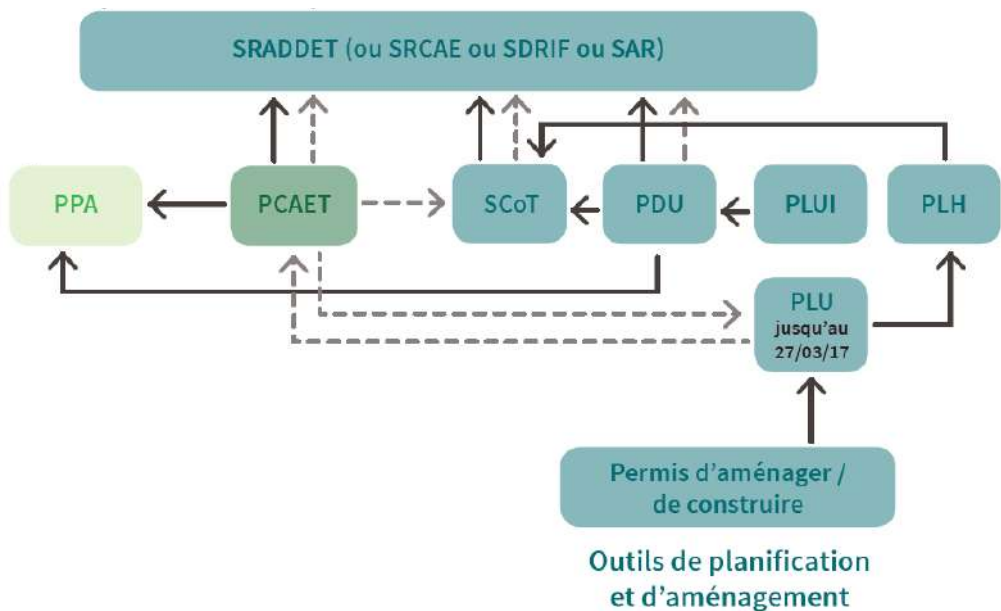 SRADDET (ou SRCAE ou SDRIF ou SAR)
PPA
PCAET
SCoT
PDU
PLUI
PLH
PLU
jusqu'au
27/03/17
Permis d'aménager /
de construire
Outils de planification
et d'aménagement